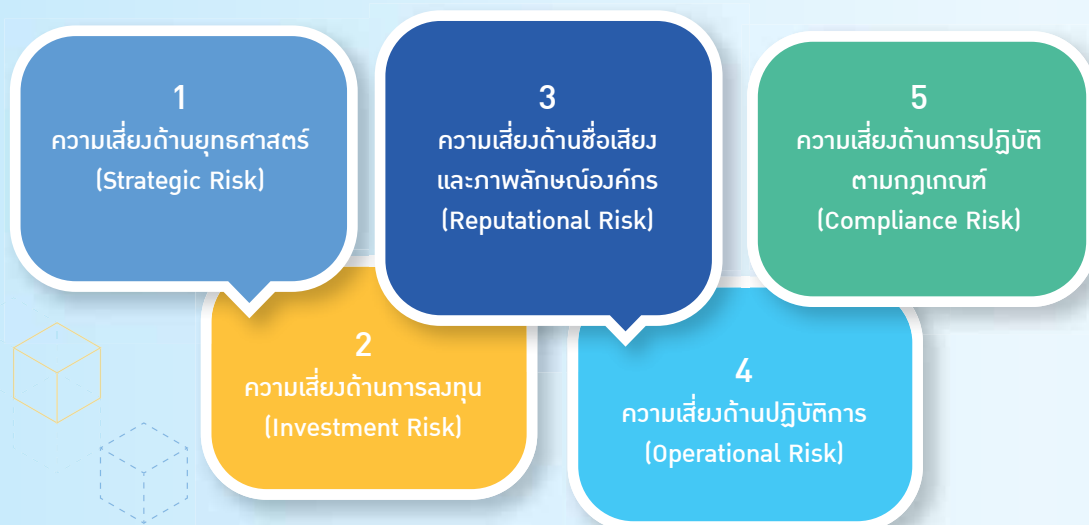 1
ความเสี่ยงด้านยุทธศาสตร์
(Strategic Risk)
2
ความเสี่ยงด้านการลงทุน
(Investment Risk)
3
ความเสี่ยงด้านชื่อเสียง
และภาพลักษณ์องค์กร
(Reputational Risk)
4
ความเสี่ยงด้านปฏิบัติการ
(Operational Risk)
5
ความเสี่ยงด้านการปฏิบัติ
ตามกฎเกณฑ์
(Compliance Risk)